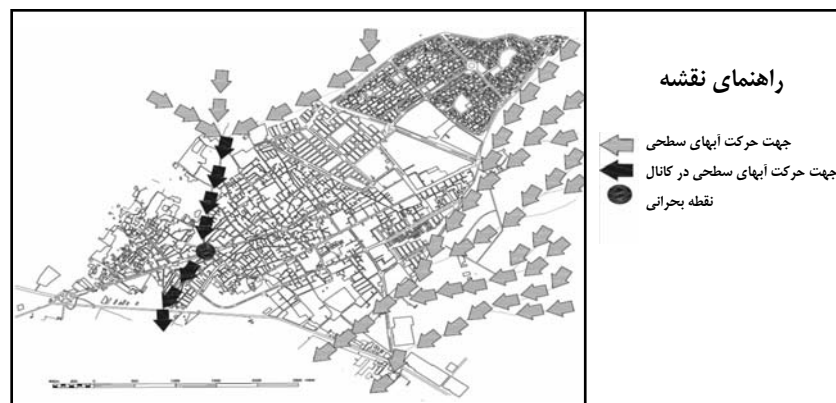 راهنمای نقشه
جهت حرکت آبهای سطحی
جهت حرکت آبهای سطحی در کانال
نقطه بحرانی